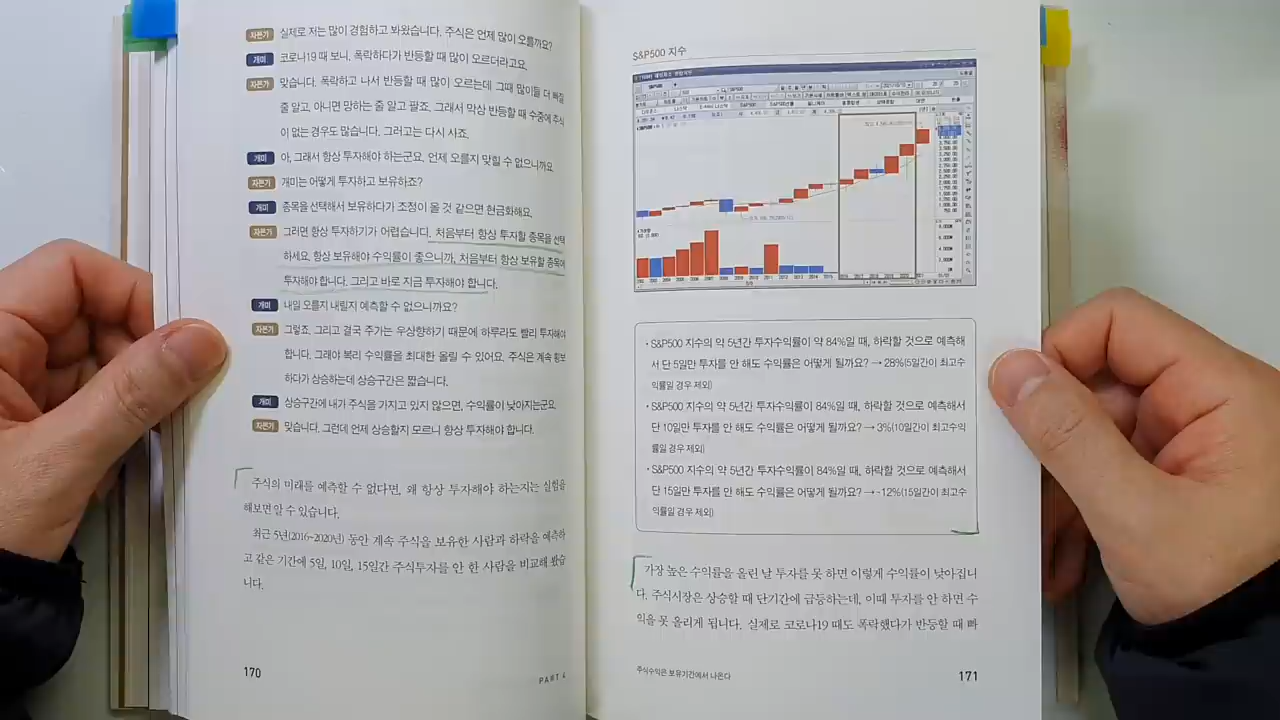 자본가 실제로 저는 많이 경험하고 봐왔습니다. 주식은 언제 많이 오를까요?
개미 코로나19 때 보니, 폭락하다가 반등할 때 많이 오르더라고요.
자본가 맞습니다. 폭락하고 나서 반등할 때 많이 오르는데 그때 많이들 더 빠질
줄 알고, 아니면 망하는 줄 알고 팔죠. 그래서 막상 반등할 때 수중에 주식
이 없는 경우도 많습니다. 그러고는 다시 사죠.
개미 아, 그래서 항상 투자해야 하는군요, 언제 오를지 맞힐 수 없으니까요
자본가 개미는 어떻게 투자하고 보유하죠?
개미 종목을 선택해서 보유하다가 조정이 올 것 같으면 현금화해요.
자본가 그러면 항상 투자하기가 어렵습니다. 처음부터 항상 투자할 종목을 선택
하세요. 항상 보유해야 수익률이 좋으니까, 처음부터 항상 보유할 종목에
투자해야 합니다. 그리고 바로 지금 투자해야 합니다.
개미 내일 오를지 내릴지 예측할 수 없으니까요?
자본가 그렇죠. 그리고 결국 주가는 우상향하기 때문에 하루라도 빨리 투자해야
합니다. 그래야 복리 수익률을 최대한 올릴 수 있어요. 주식은 계속 횡보
하다가 상승하는데 상승구간은 짧습니다.
개미 상승구간에 내가 주식을 가지고 있지 않으면, 수익률이 낮아지는군요
자본가 맞습니다. 그런데 언제 상승할지 모르니 항상 투자해야 합니다.
주식의 미래를 예측할 수 없다면, 왜 항상 투자해야 하는지는 실험을
해보면 알 수 있습니다.
최근 5년(2016~2020년) 동안 계속 주식을 보유한 사람과 하락을 예측하
고 같은 기간에 5일, 10일, 15일간 주식투자를 안 한 사람을 비교해 봤습
니다.
170
PART 4
S&P500 지수
• S&P500 지수의 약 5년간 투자수익률이 약 84%일 때, 하락할 것으로 예측해
서 단 5일만 투자를 안 해도 수익률은 어떻게 될까요? → 28%(5일간이 최고수
익률일 경우 제외)
• S&P500 지수의 약 5년간 투자수익률이 84%일 때, 하락할 것으로 예측해서
단 10일만 투자를 안 해도 수익률은 어떻게 될까요? → 3%(10일간이 최고수익
률일 경우 제외)
• S&P500 지수의 약 5년간 투자수익률이 84%일 때, 하락할 것으로 예측해서
단 15일만 투자를 안 해도 수익률은 어떻게 될까요? → -12%(15일간이 최고수
익률일 경우 제외)
가장 높은 수익률을 올린 날 투자를 못 하면 이렇게 수익률이 낮아집니
다. 주식시장은 상승할 때 단기간에 급등하는데, 이때 투자를 안 하면 수
익을 못 올리게 됩니다. 실제로 코로나19 때도 폭락했다가 반등할 때 빠
주식수익은 보유기간에서 나온다
171